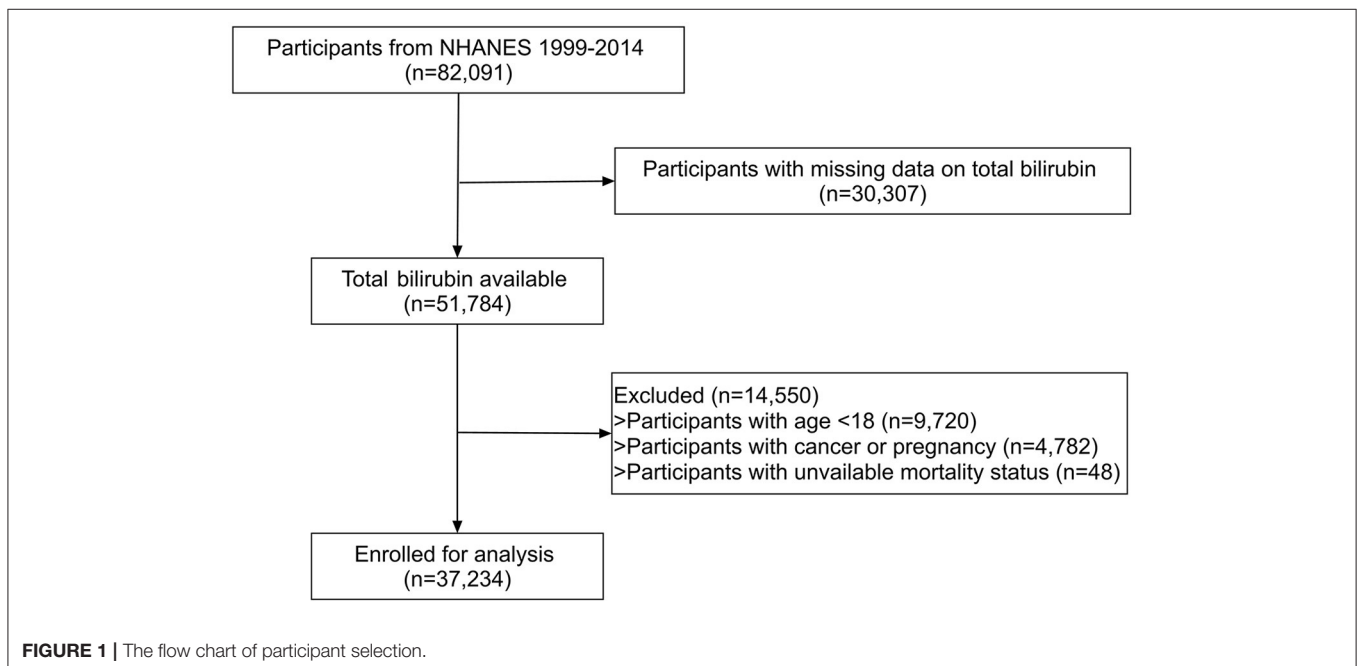 Participants from NHANES 1999-2014
(n=82,091)
Participants with missing data on total bilirubin
(n=30,307)
Total bilirubin available
(n=51,784)
Excluded (n=14,550)
>Participants with age <18 (n=9,720)
>Participants with cancer or pregnancy (n=4,782)
>Participants with unvailable mortality status (n=48)
Enrolled for analysis
(n=37,234)
FIGURE 1 | The flow chart of participant selection.